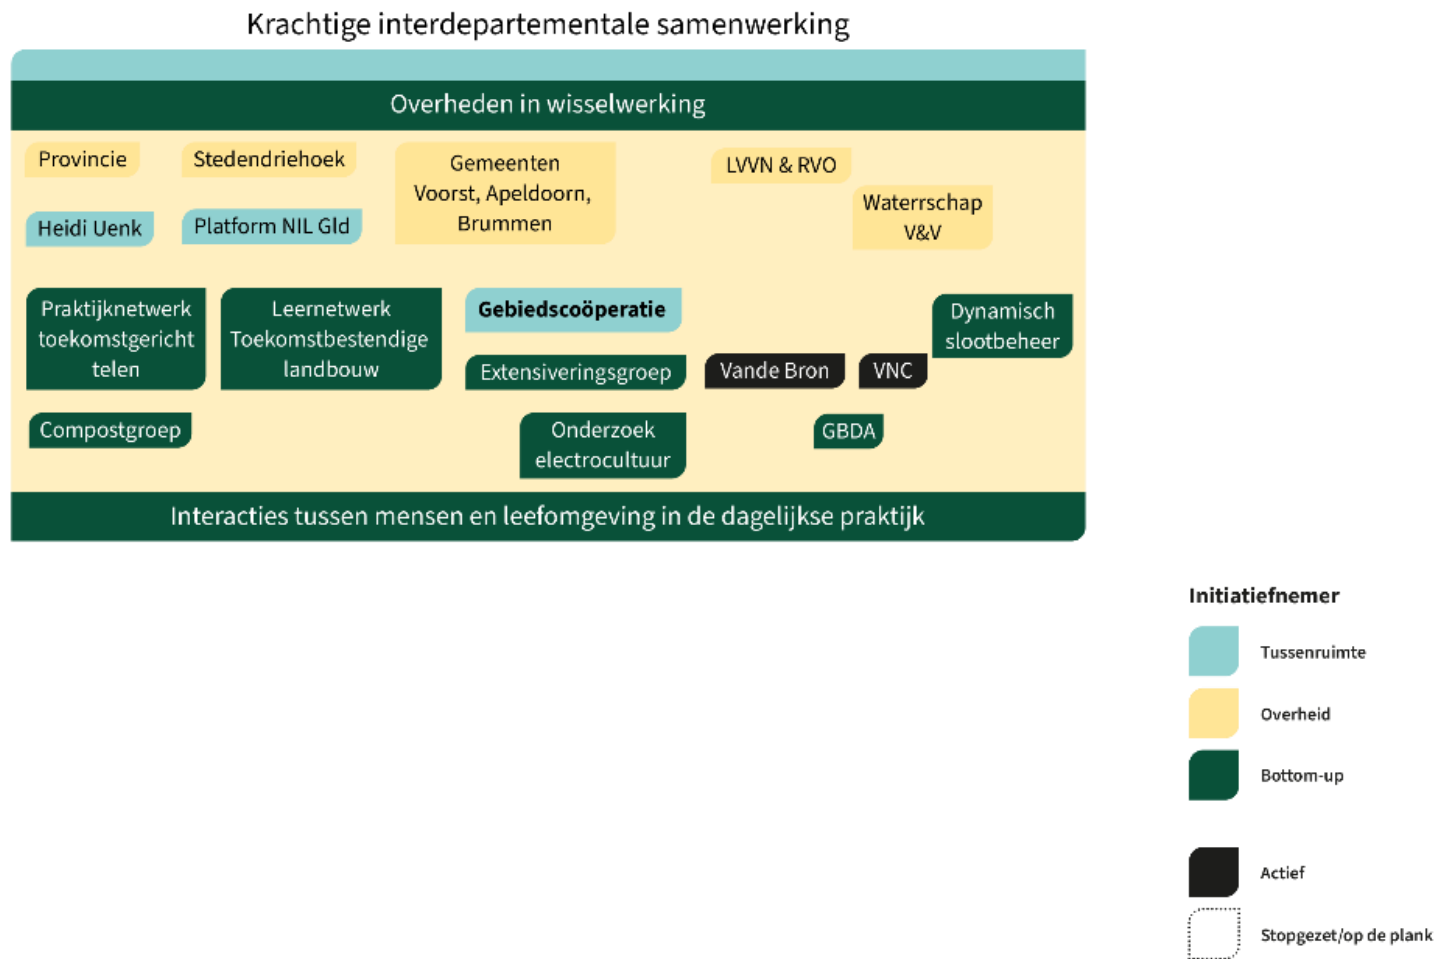 Krachtige interdepartementale samenwerking
Overheden in wisselwerking
Provincie
Stedendriehoek
Gemeenten
Voorst, Apeldoorn,
Brummen
LVVN & RVO
Waterrschap
V&V
Heidi Uenk
Platform NIL Gld
Praktijknetwerk
toekomstgericht
telen
Leernetwerk
Toekomstbestendige
landbouw
Gebiedscoöperatie
Extensiveringsgroep
Vande Bron
VNC
Dynamisch
slootbeheer
Compostgroep
Onderzoek
electrocultuur
GBDA
Interacties tussen mensen en leefomgeving in de dagelijkse praktijk
Initiatiefnemer
Tussenruimte
Overheid
Bottom-up
Actief
Stopgezet/op de plank